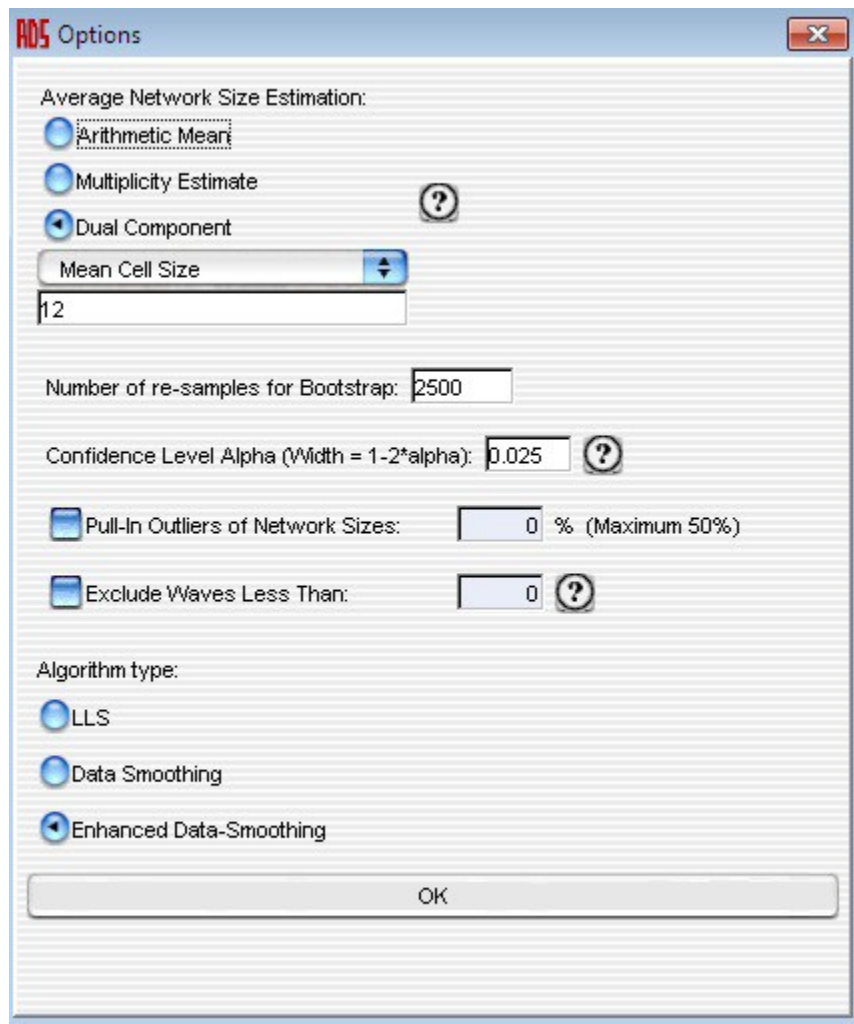 RDS Options
Average Network Size Estimation:
Arithmetic Mean
Multiplicity Estimate
?
Dual Component
Mean Cell Size
12
Number of re-samples for Bootstrap: 2500
Confidence Level Alpha (Width = 1-2*alpha): 0.025 ?
Pull-In Outliers of Network Sizes: 0 % (Maximum 50%)
Exclude Waves Less Than: 0 ?
Algorithm type:
LLS
Data Smoothing
Enhanced Data-Smoothing
OK